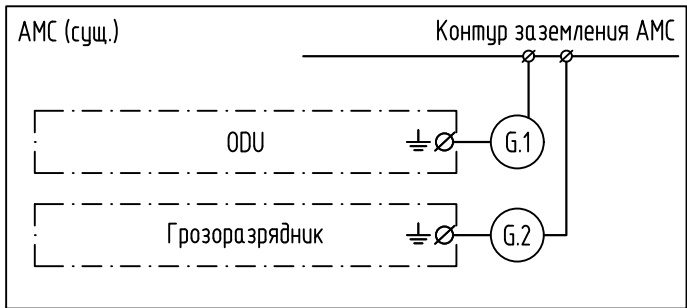 АМС (сущ.)
Контур заземления АМС
ODU
G.1
Грозоразрядник
G.2